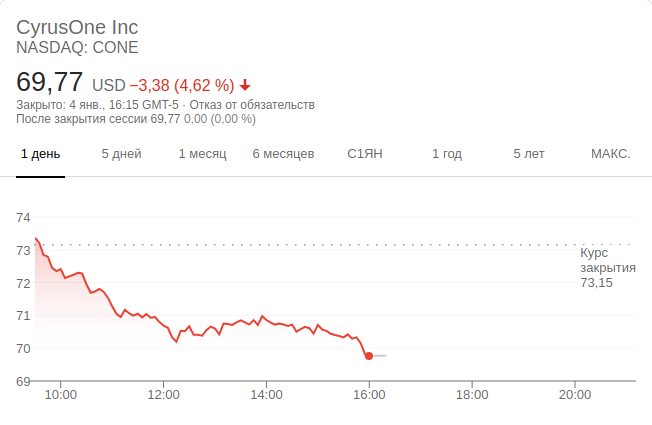 CyrusOne Inc
NASDAQ: CONE
69,77 USD −3,38 (4,62 %)
Закрыто: 4 янв., 16:15 GMT-5 · Отказ от обязательств
После закрытия сессии 69,77 0,00 (0,00 %)
1 день 5 дней 1 месяц 6 месяцев С1ЯН 1 год 5 лет МАКС.
74
73
72
71
70
69
Курс
закрытия
73,15
10:00 12:00 14:00 16:00 18:00 20:00